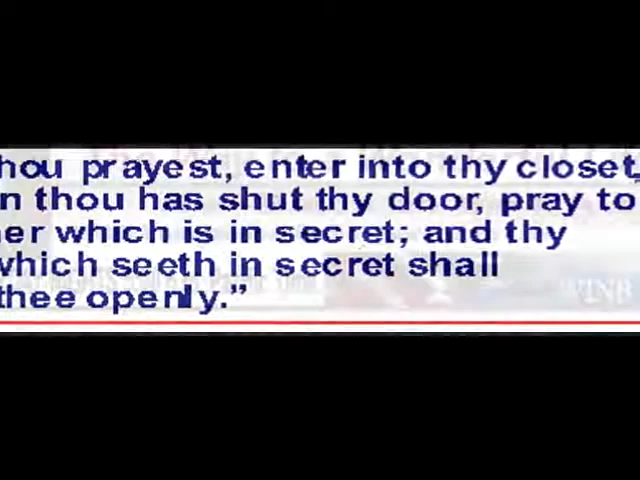 hou prayest, enter into thy closet,
n thou has shut thy door, pray to
er which is in secret; and thy
which seeth in secret shall
thee openly.”
WINB